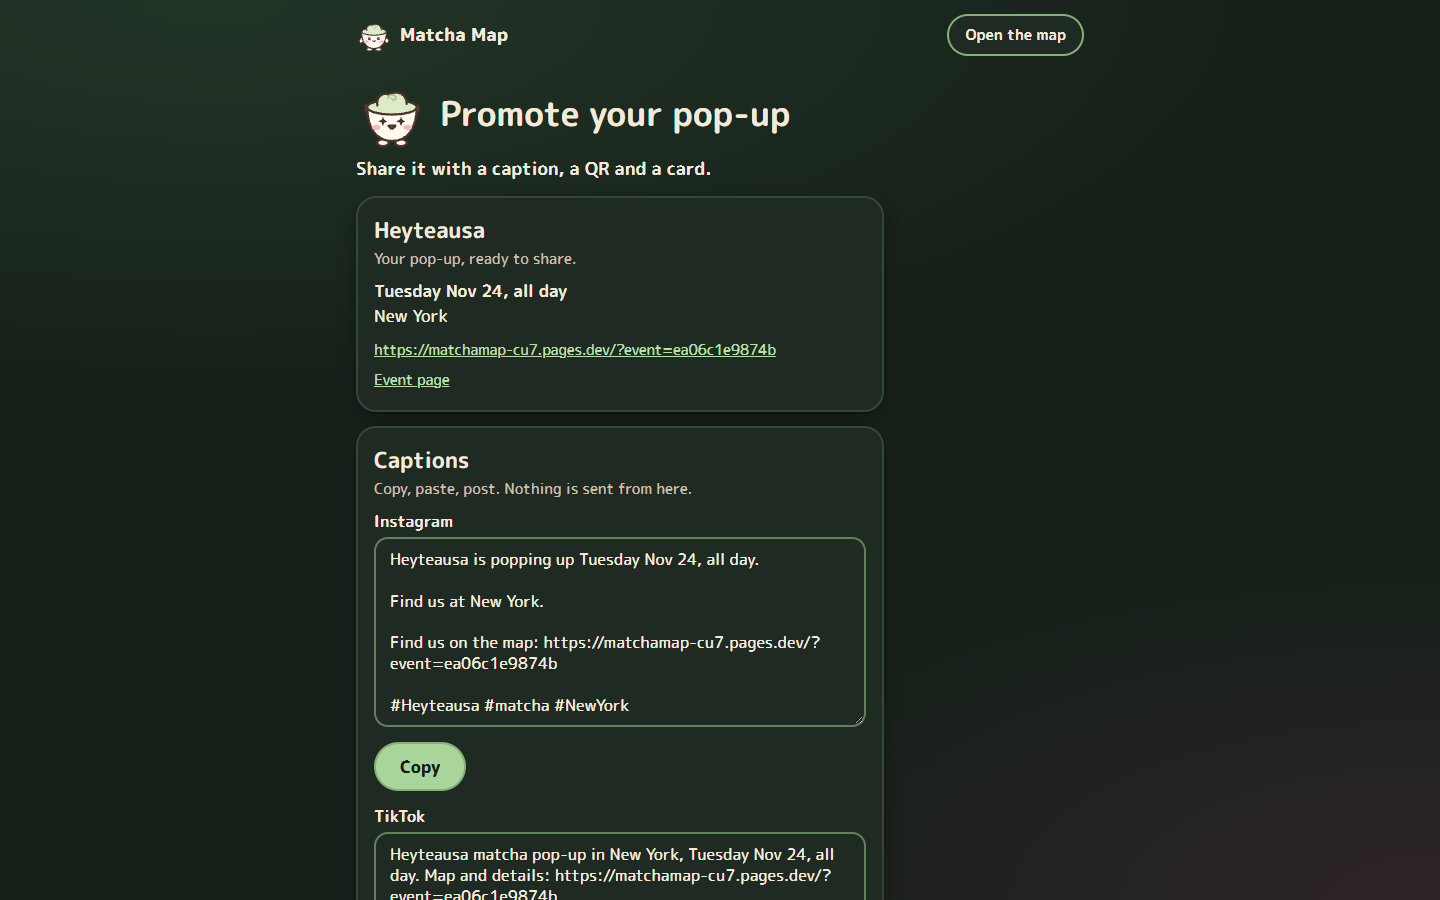 Matcha Map
Open the map
Promote your pop-up
Share it with a caption, a QR and a card.
Heyteausa
Your pop-up, ready to share.
Tuesday Nov 24, all day
New York
https://matchamap-cu7.pages.dev/?event=ea06c1e9874b
Event page
Captions
Copy, paste, post. Nothing is sent from here.
Instagram
Heyteausa is popping up Tuesday Nov 24, all day.
Find us at New York.
Find us on the map: https://matchamap-cu7.pages.dev/?
event=ea06c1e9874b
#Heyteausa #matcha #NewYork
Copy
TikTok
Heyteausa matcha pop-up in New York, Tuesday Nov 24, all
day. Map and details: https://matchamap-cu7.pages.dev/?
event=ea06c1e9874b